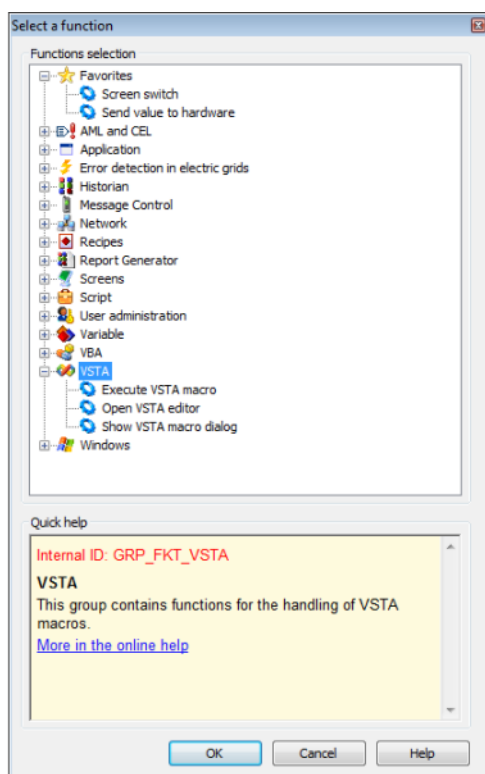 Select a function
Functions selection
Favorites
Screen switch
Send value to hardware
AML and CEL
Application
Error detection in electric grids
Historian
Message Control
Network
Recipes
Report Generator
Screens
Script
User administration
Variable
VBA
VSTA
Execute VSTA macro
Open VSTA editor
Show VSTA macro dialog
Windows
Quick help
Internal ID: GRP_FKT_VSTA
VSTA
This group contains functions for the handling of VSTA
macros.
More in the online help
OK Cancel Help